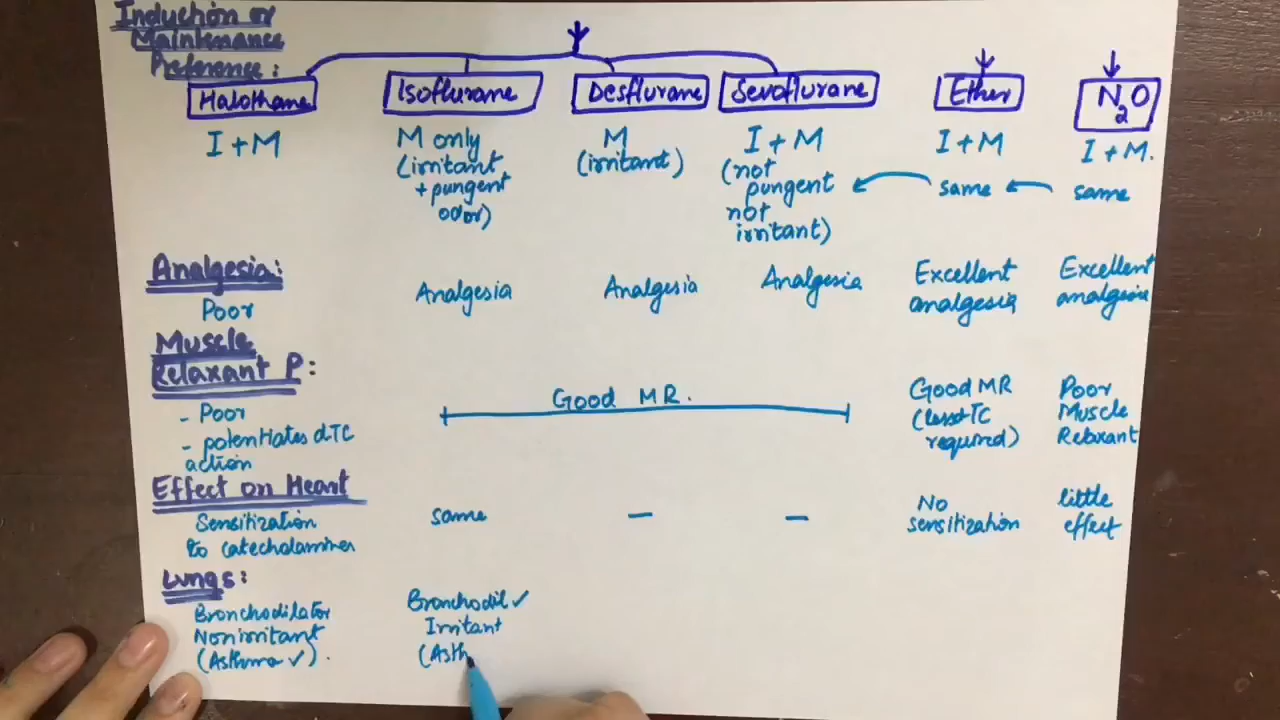 Induction or
Maintenance
Preference:
Halothane
Isoflurane
Desflurane
Sevoflurane
Ether
N2O
I + M
M only
(irritant
+ pungent
odor)
M
(irritant)
I + M
(not
pungent
not
irritant)
I + M
same
I + M.
same
Analgesia:
Poor
Analgesia
Analgesia
Analgesia
Excellent
analgesia
Excellent
analgesia
Muscle
Relaxant P:
- Poor
- potentiates dTC
action
Good MR.
Good MR
(less dTC
required)
Poor
Muscle
Relaxant
Effect on Heart
Sensitization
to catecholamines
same
-
-
No
sensitization
little
effect
Lungs:
Bronchodilator
Nonirritant
(Asthma ✓).
Bronchodil ✓
Irritant
(Asth